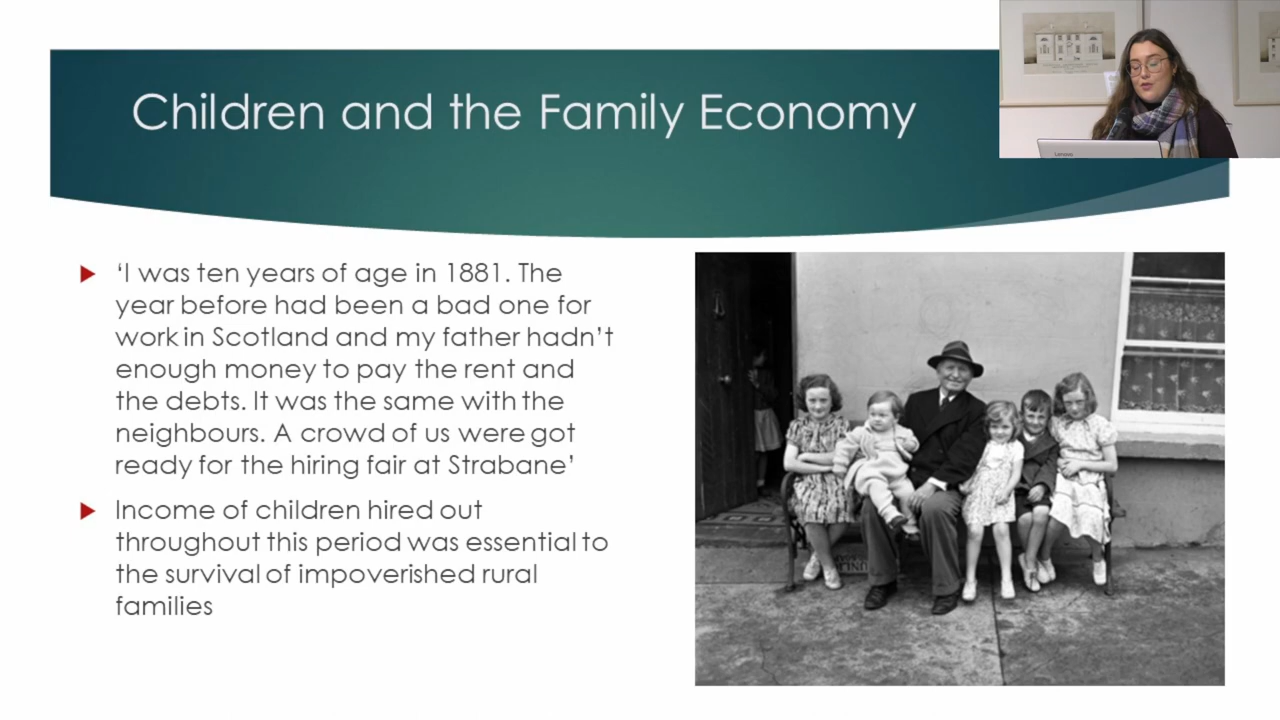 Children and the Family Economy
Lenovo
‘I was ten years of age in 1881. The
year before had been a bad one for
work in Scotland and my father hadn’t
enough money to pay the rent and
the debts. It was the same with the
neighbours. A crowd of us were got
ready for the hiring fair at Strabane’
Income of children hired out
throughout this period was essential to
the survival of impoverished rural
families